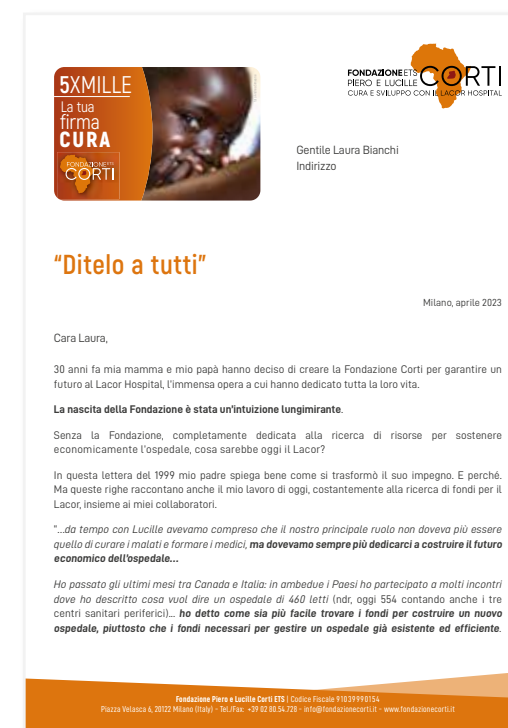 5XMILLE
La tua
firma
CURA
FONDAZIONE ETS
CORTI
FONDAZIONE ETS
PIERO E LUCILLE
CORTI
CURA E SVILUPPO CON IL LACOR HOSPITAL
Gentile Laura Bianchi
Indirizzo
“Ditelo a tutti”
Milano, aprile 2023
Cara Laura,
30 anni fa mia mamma e mio papà hanno deciso di creare la Fondazione Corti per garantire un
futuro al Lacor Hospital, l'immensa opera a cui hanno dedicato tutta la loro vita.
La nascita della Fondazione è stata un'intuizione lungimirante.
Senza la Fondazione, completamente dedicata alla ricerca di risorse per sostenere
economicamente l'ospedale, cosa sarebbe oggi il Lacor?
In questa lettera del 1999 mio padre spiega bene come si trasformò il suo impegno. E perché.
Ma queste righe raccontano anche il mio lavoro di oggi, costantemente alla ricerca di fondi per il
Lacor, insieme ai miei collaboratori.
"...da tempo con Lucille avevamo compreso che il nostro principale ruolo non doveva più essere
quello di curare i malati e formare i medici, ma dovevamo sempre più dedicarci a costruire il futuro
economico dell'ospedale...
Ho passato gli ultimi mesi tra Canada e Italia: in ambedue i Paesi ho partecipato a molti incontri
dove ho descritto cosa vuol dire un ospedale di 460 letti (ndr, oggi 554 contando anche i tre
centri sanitari periferici)... ho detto come sia più facile trovare i fondi per costruire un nuovo
ospedale, piuttosto che i fondi necessari per gestire un ospedale già esistente ed efficiente.
Fondazione Piero e Lucille Corti ETS | Codice Fiscale 91039990154
Piazza Velasca 6, 20122 Milano (Italy) - Tel./Fax: +39 02 80.54.728 - info@fondazionecorti.it - www.fondazionecorti.it